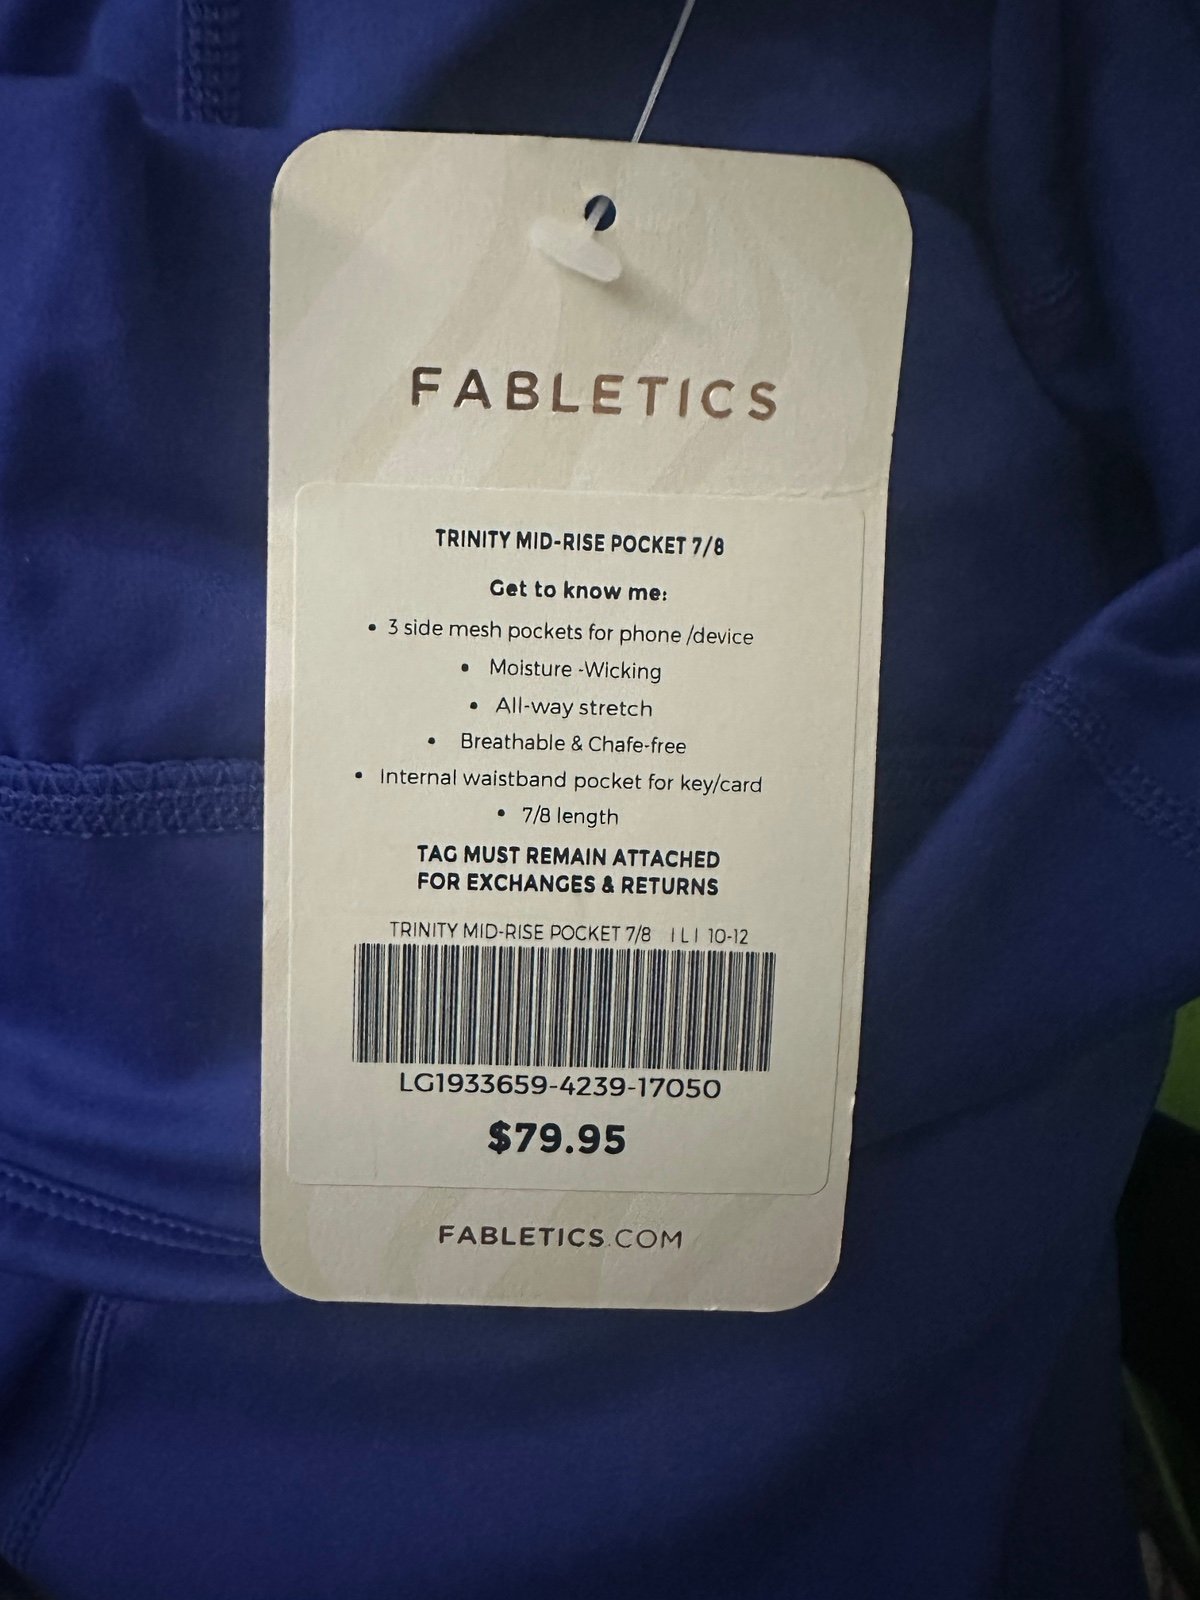 FABLETICS
TRINITY MID-RISE POCKET 7/8
Get to know me:
• 3 side mesh pockets for phone /device
• Moisture -Wicking
• All-way stretch
• Breathable & Chafe-free
• Internal waistband pocket for key/card
• 7/8 length
TAG MUST REMAIN ATTACHED
FOR EXCHANGES & RETURNS
TRINITY MID-RISE POCKET 7/8 | L | 10-12
LG1933659-4239-17050
$79.95
FABLETICS.COM